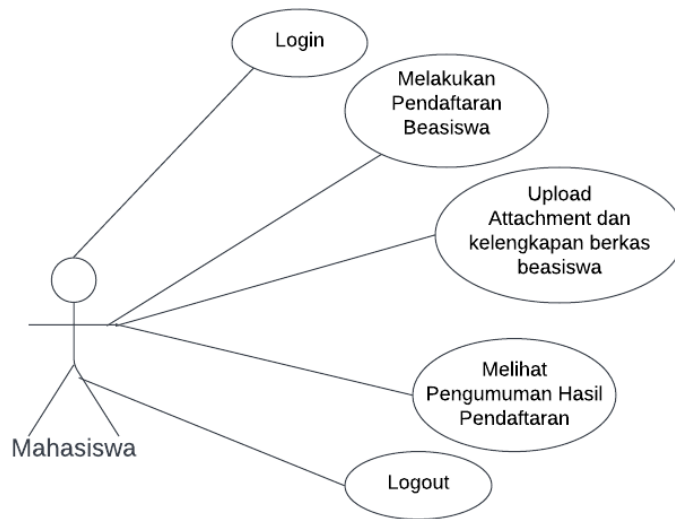 Login
Melakukan
Pendaftaran
Beasiswa
Upload
Attachment dan
kelengkapan berkas
beasiswa
Melihat
Pengumuman Hasil
Pendaftaran
Mahasiswa
Logout